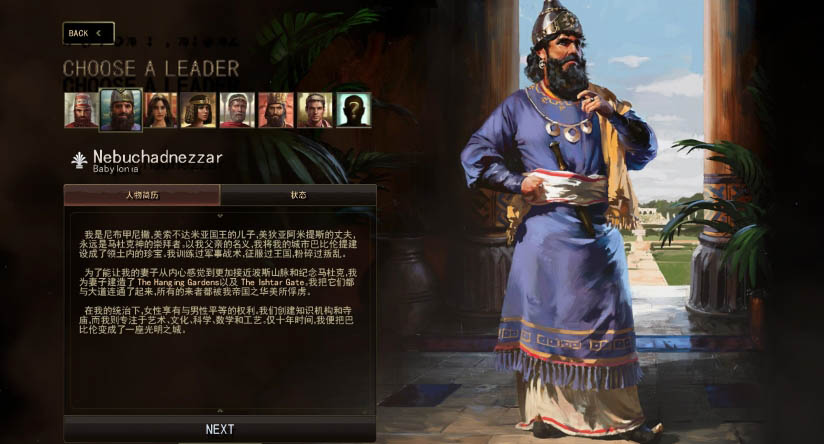 BACK <
CHOOSE A LEADER
Nebuchadnezzar
Babylonia
人物简历
状态
我是尼布甲尼撒,美索不达米亚国王的儿子,美狄亚阿米提斯的丈夫,
永远是马杜克神的崇拜者。以我父亲的名义,我将我的城市巴比伦提建
设成了领土内的珍宝。我训练过军事战术,征服过王国,粉碎过叛乱。
为了能让我的妻子从内心感觉到更加接近波斯山脉和纪念马杜克,我
为妻子建造了 The Hanging Gardens以及 The Ishtar Gate。我把它们都
与大道连通了起来,所有的来者都被我帝国之华美所俘虏。
在我的统治下,女性享有与男性平等的权利。我们创建知识机构和寺
庙,而我则专注于艺术、文化、科学、数学和工艺。仅十年时间,我便把巴
比伦变成了一座光明之城。
NEXT